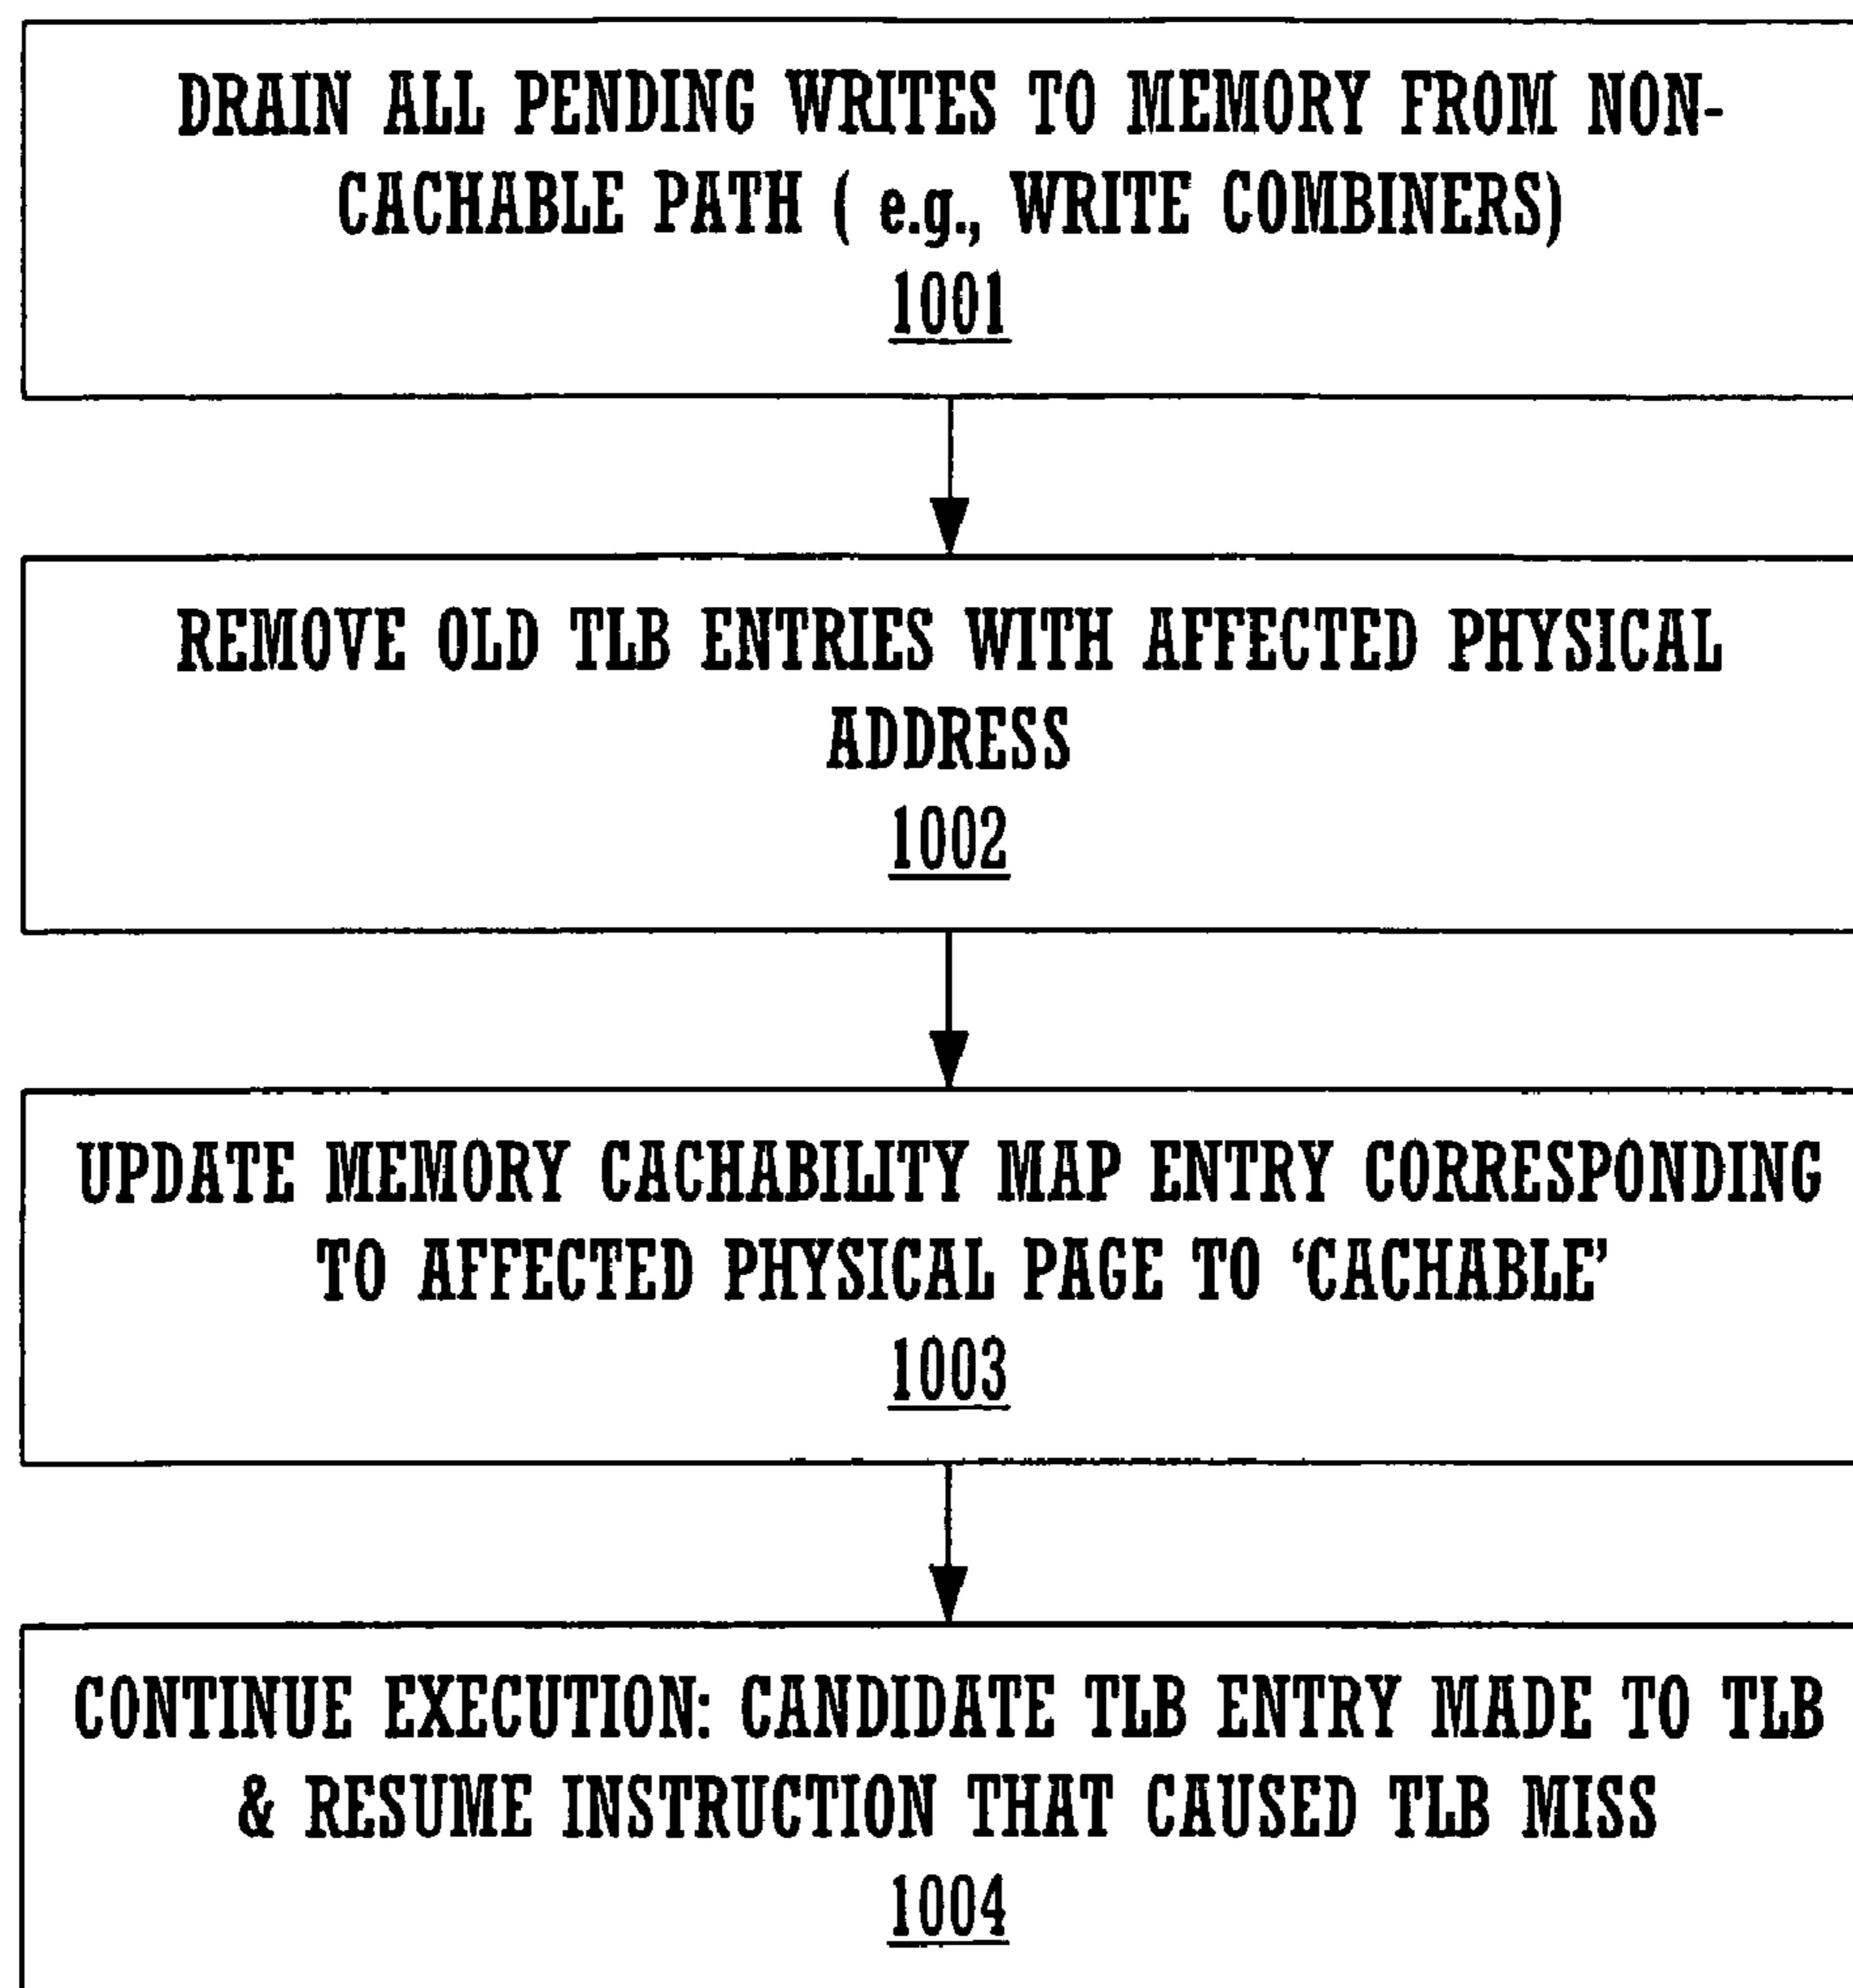 DRAIN ALL PENDING WRITES TO MEMORY FROM NON-
CACHABLE PATH ( e.g., WRITE COMBINERS)
1001
REMOVE OLD TLB ENTRIES WITH AFFECTED PHYSICAL
ADDRESS
1002
UPDATE MEMORY CACHABILITY MAP ENTRY CORRESPONDING
TO AFFECTED PHYSICAL PAGE TO ‘CACHABLE’
1003
CONTINUE EXECUTION: CANDIDATE TLB ENTRY MADE TO TLB
& RESUME INSTRUCTION THAT CAUSED TLB MISS
1004